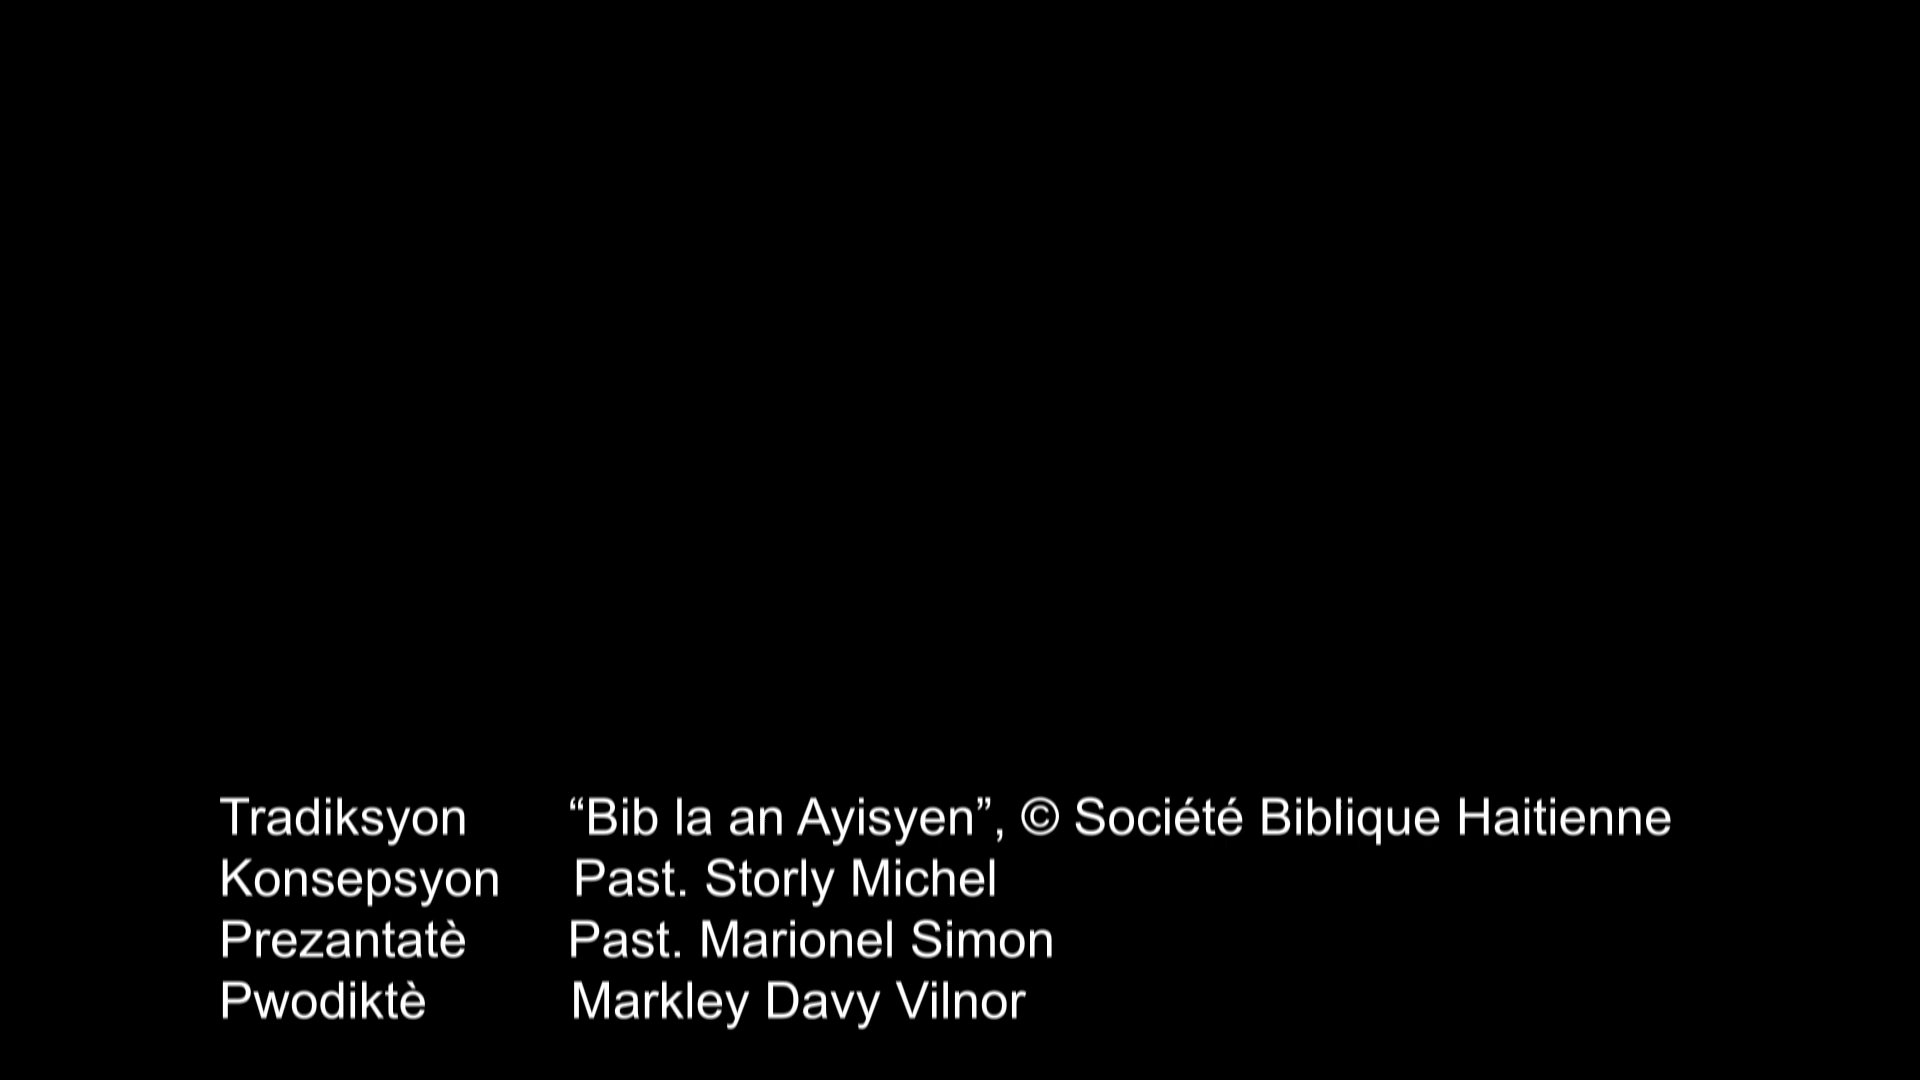 Tradiksyon “Bib la an Ayisyen”, © Société Biblique Haitienne
Konsepsyon Past. Storly Michel
Prezantatè Past. Marionel Simon
Pwodiktè Markley Davy Vilnor